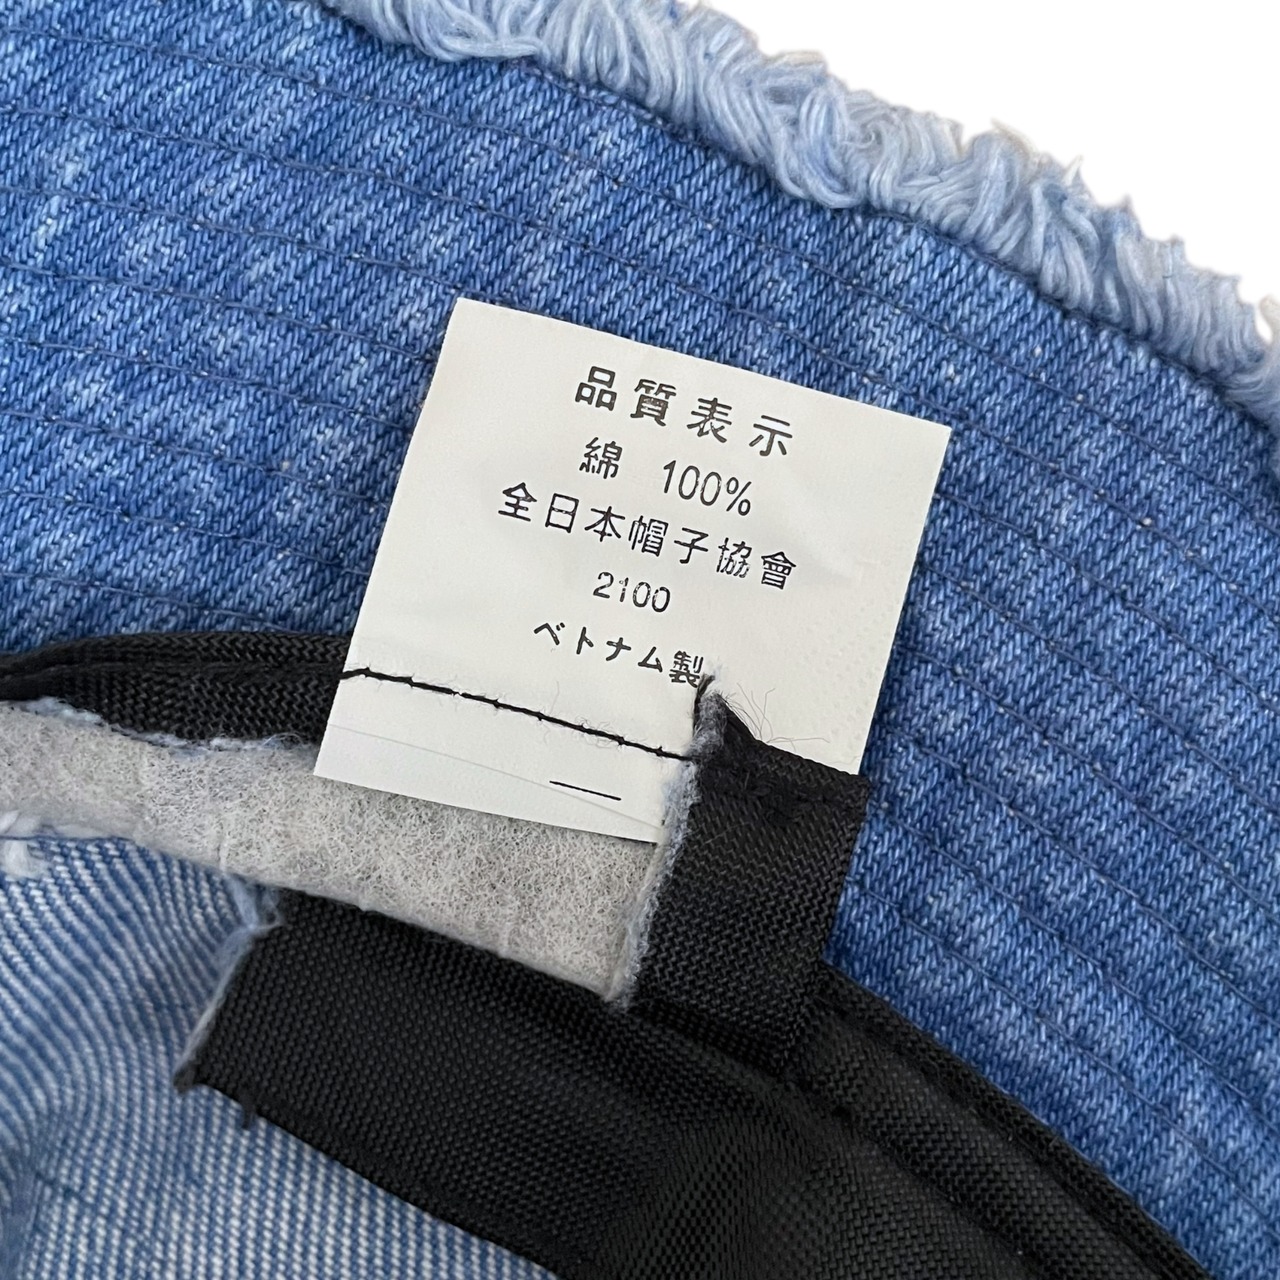 品質表示
綿 100%
全日本帽子協會
2100
ベトナム製